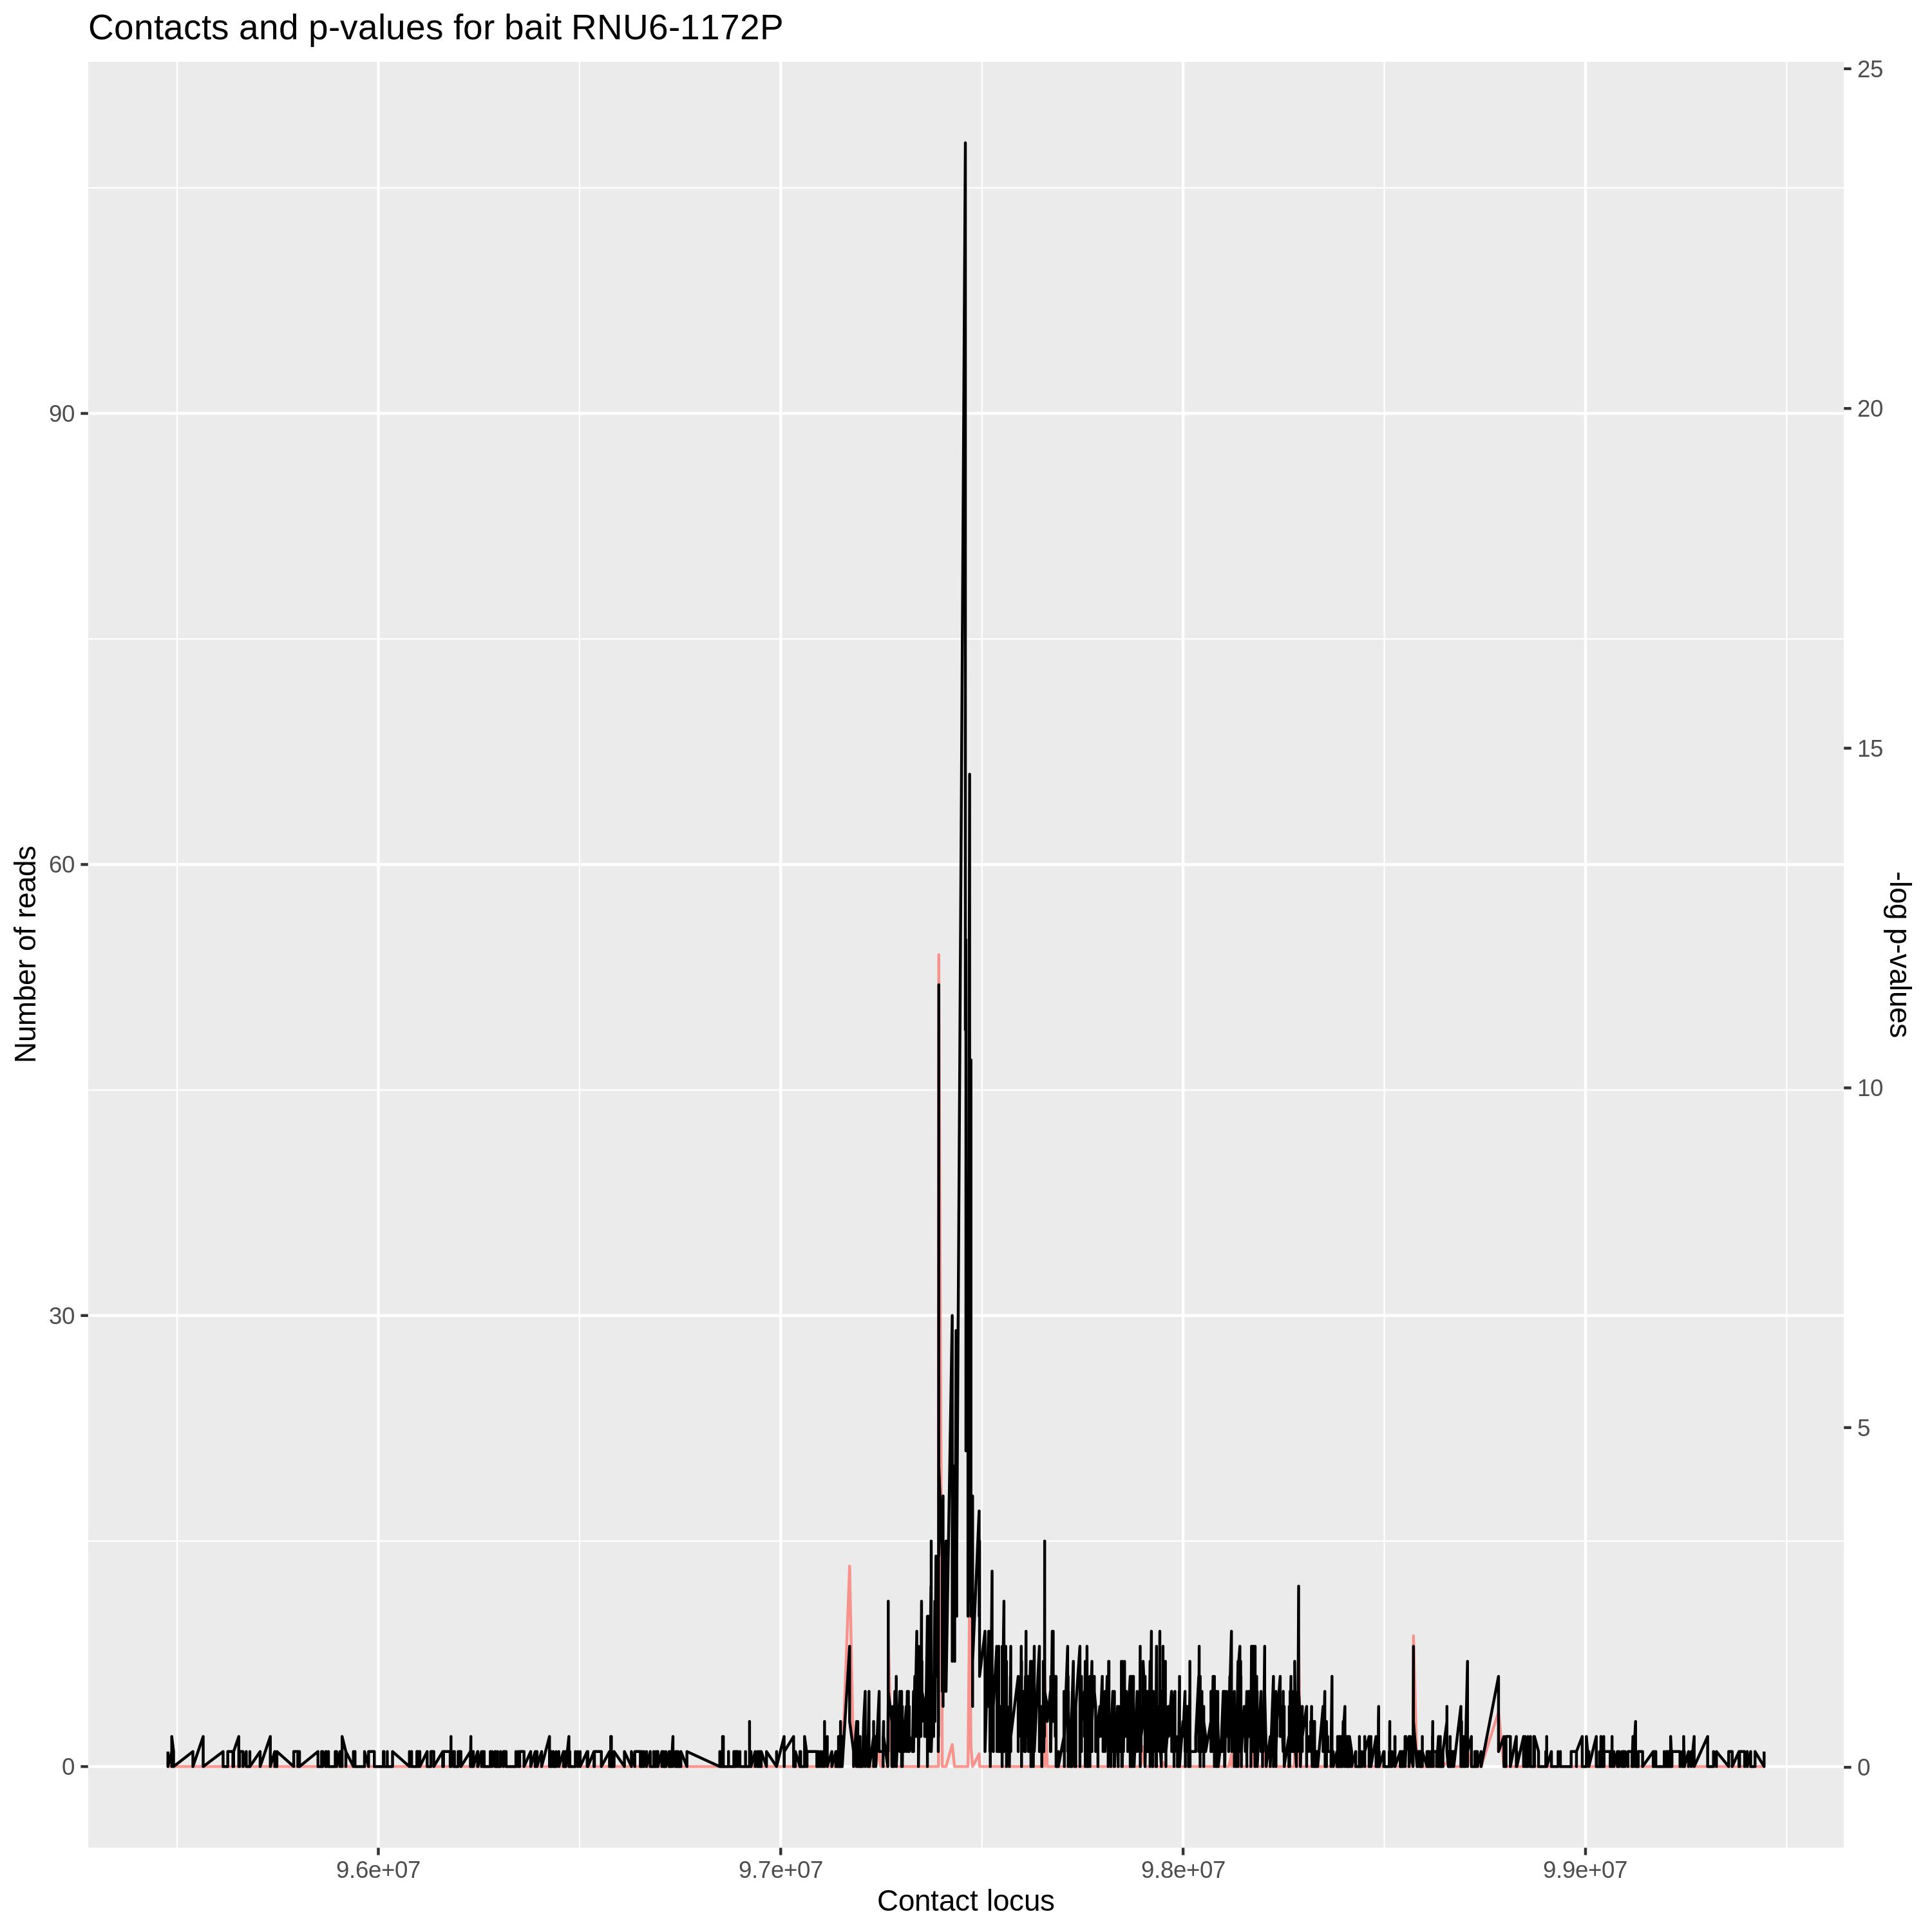 Contacts and p-values for bait RNU6-1172P
25
90
20
15
60
Number of reads
-log p-values
10
30
5
0
0
9.6e+07
9.7e+07
9.8e+07
9.9e+07
Contact locus